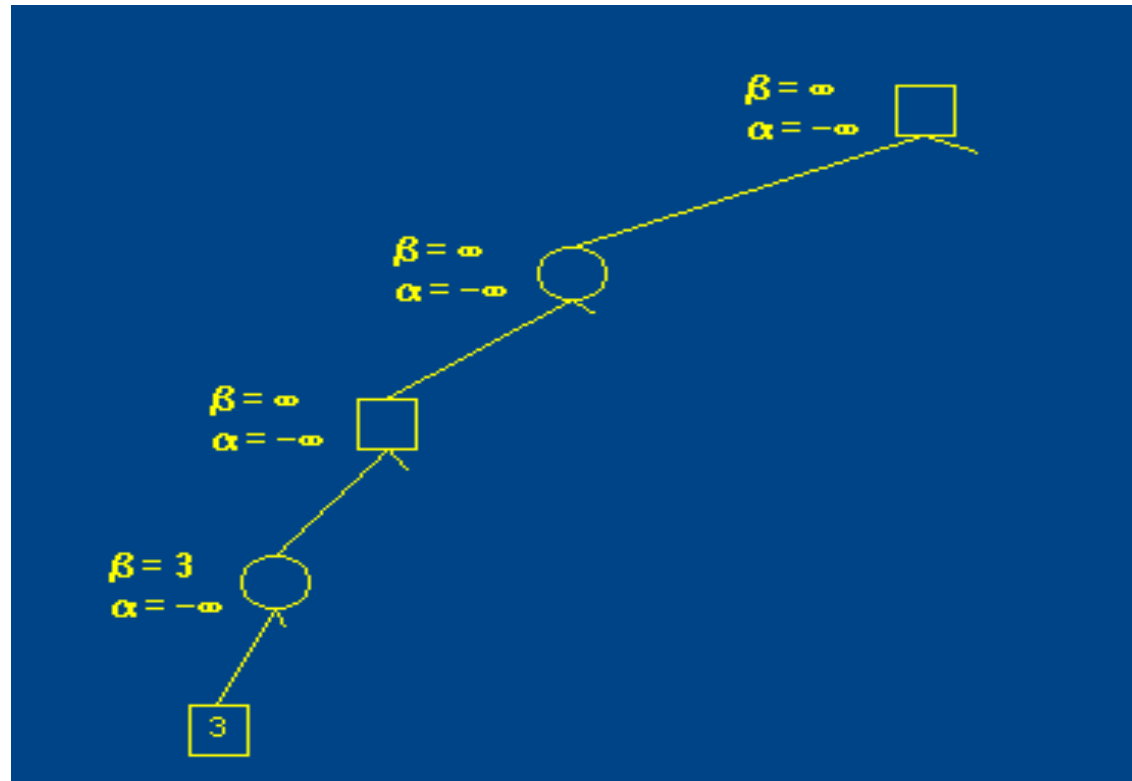 β = ∞
α = −∞
β = ∞
α = −∞
β = ∞
α = −∞
β = 3
α = −∞
3